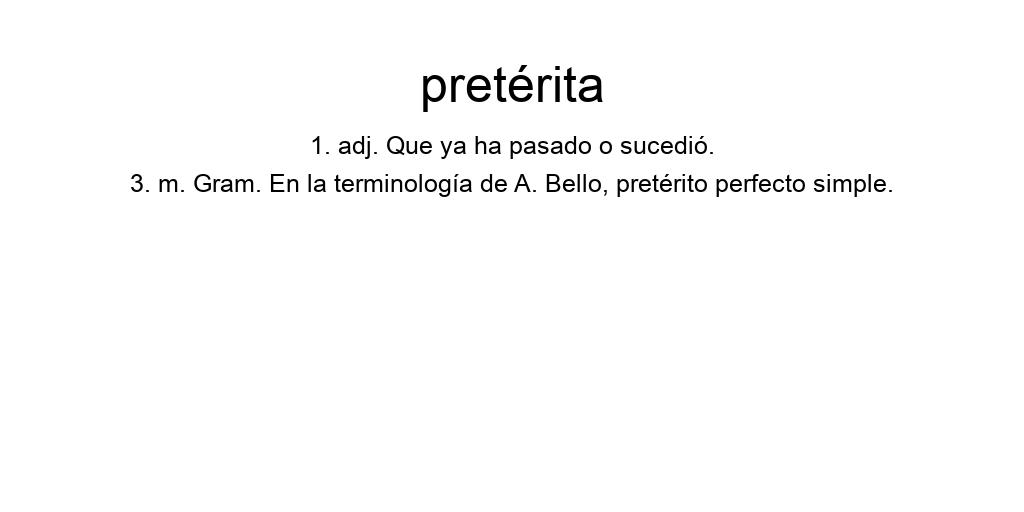 pretérita
1. adj. Que ya ha pasado o sucedió.
3. m. Gram. En la terminología de A. Bello, pretérito perfecto simple.